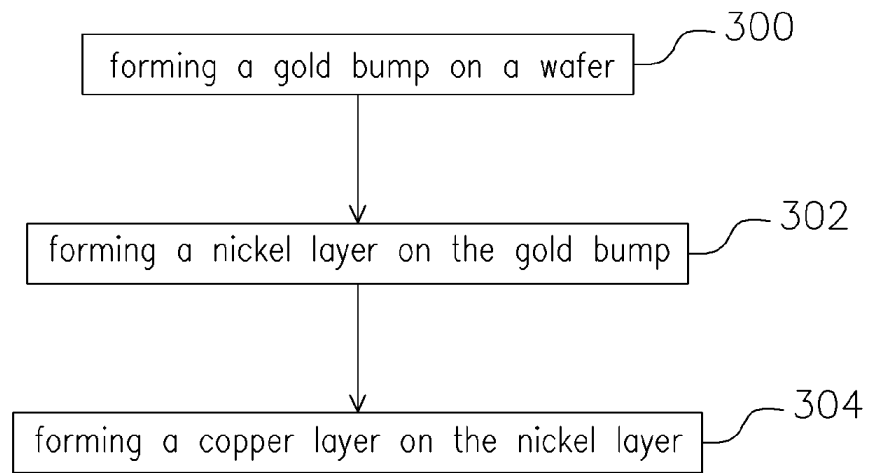 300
forming a gold bump on a wafer
302
forming a nickel layer on the gold bump
304
forming a copper layer on the nickel layer